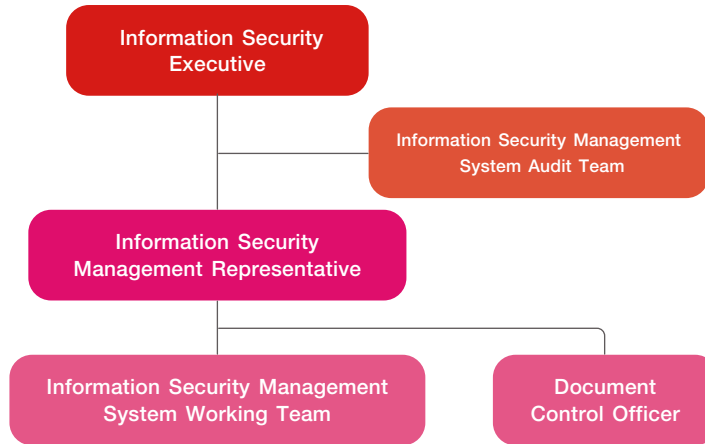 Information Security
Executive
Information Security Management
System Audit Team
Information Security
Management Representative
Information Security Management
System Working Team
Document
Control Officer